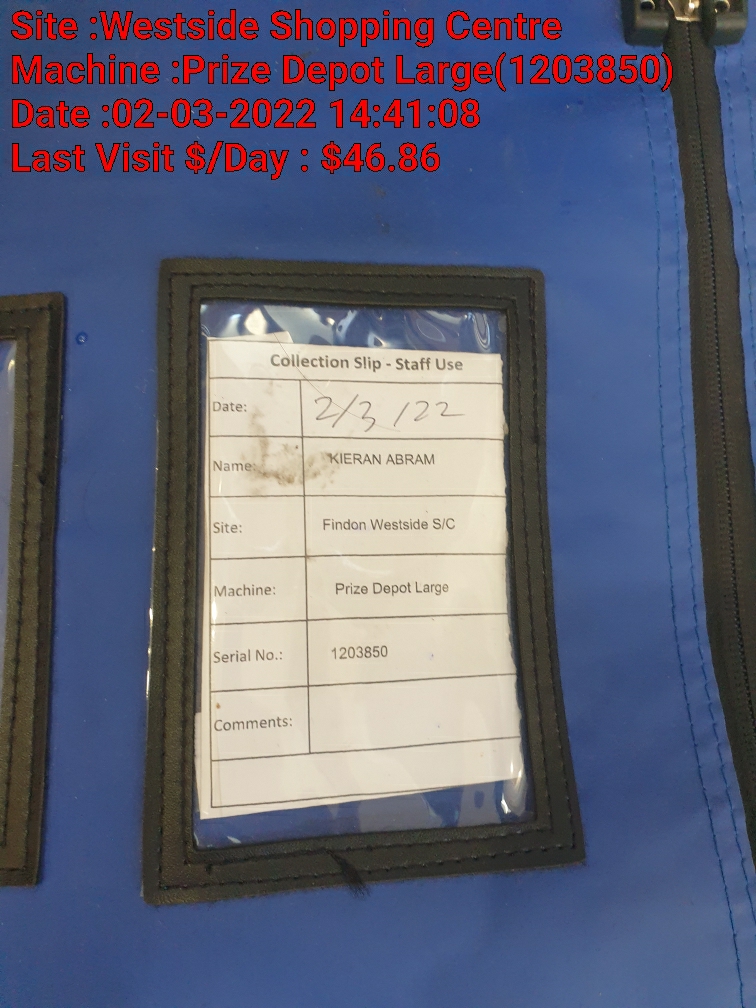 Site :Westside Shopping Centre
Machine :Prize Depot Large(1203850)
Date :02-03-2022 14:41:08
Last Visit $/Day : $46.86
Collection Slip - Staff Use
Date: 2/3/22
Name: KIERAN ABRAM
Site: Findon Westside S/C
Machine: Prize Depot Large
Serial No.: 1203850
Comments: